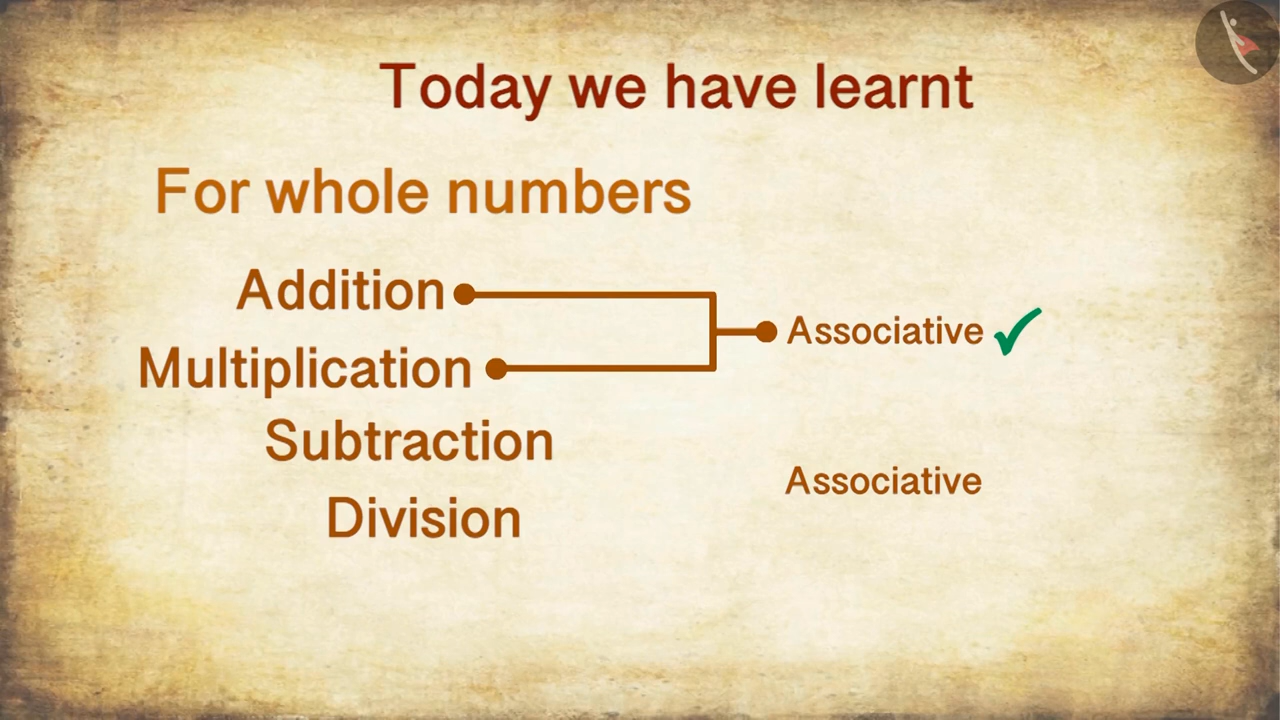 Today we have learnt
For whole numbers
Addition
Multiplication
Associative
Subtraction
Division
Associative